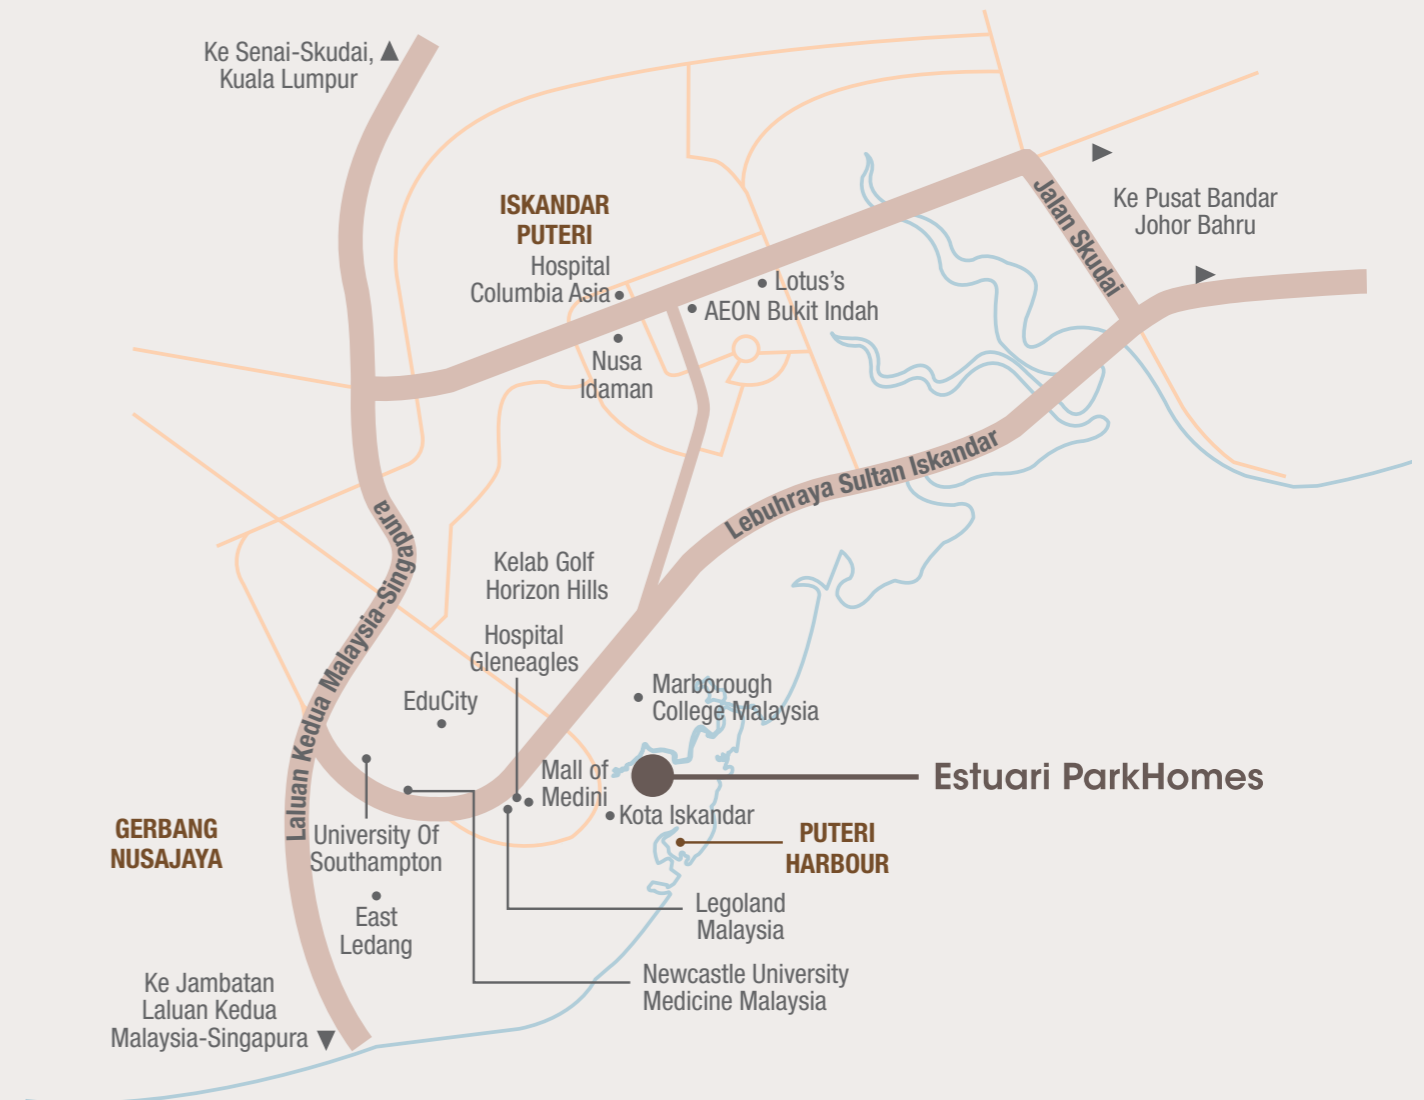 Ke Senai-Skudai,
Kuala Lumpur
ISKANDAR
PUTERI
Hospital
Columbia Asia
Lotus's
AEON Bukit Indah
Nusa
Idaman
Jalan Skudai
Ke Pusat Bandar
Johor Bahru
Lebuhraya Sultan Iskandar
Laluan Kedua Malaysia-Singapura
Kelab Golf
Horizon Hills
Hospital
Gleneagles
EduCity
Marborough
College Malaysia
Mall of
Medini
Estuari ParkHomes
Kota Iskandar
GERBANG
NUSAJAYA
University Of
Southampton
PUTERI
HARBOUR
East
Ledang
Legoland
Malaysia
Newcastle University
Medicine Malaysia
Ke Jambatan
Laluan Kedua
Malaysia-Singapura